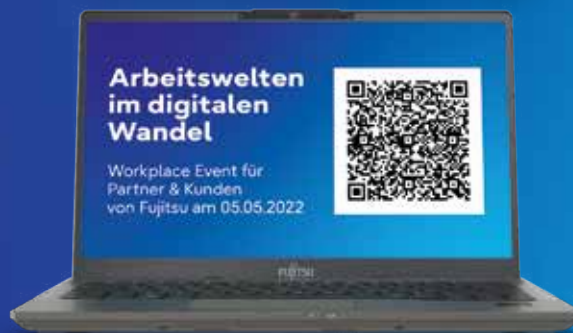 Arbeitswelten
im digitalen
Wandel
Workplace Event für
Partner & Kunden
von Fujitsu am 05.05.2022
FUJITSU